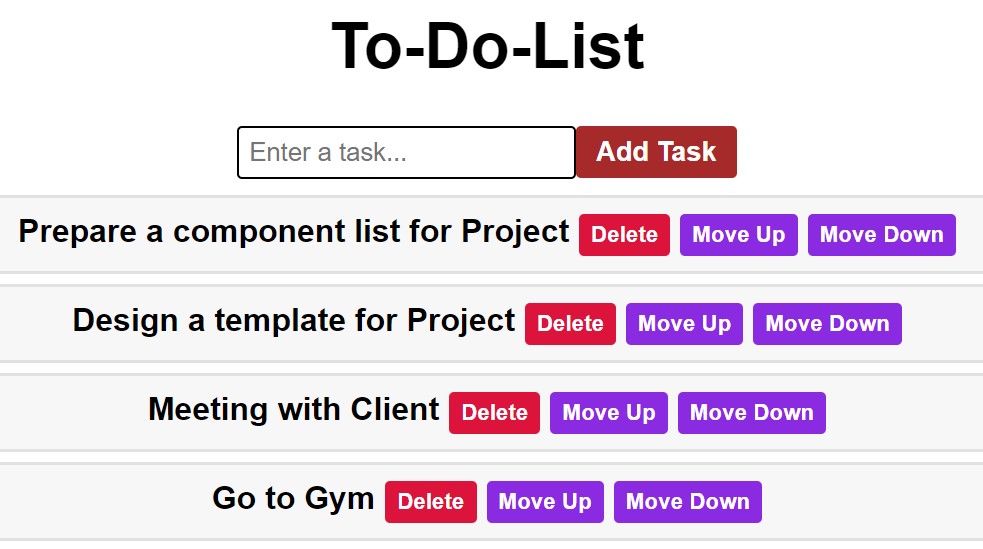 To-Do-List
Enter a task... Add Task
Prepare a component list for Project Delete Move Up Move Down
Design a template for Project Delete Move Up Move Down
Meeting with Client Delete Move Up Move Down
Go to Gym Delete Move Up Move Down